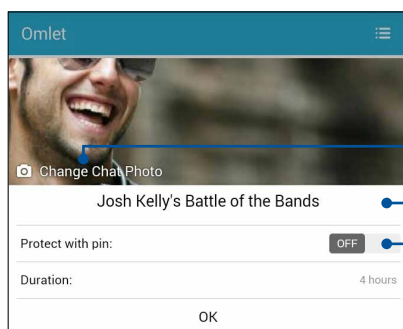 Omlet
Change Chat Photo
Josh Kelly's Battle of the Bands
Protect with pin:
OFF
Duration:
4 hours
OK